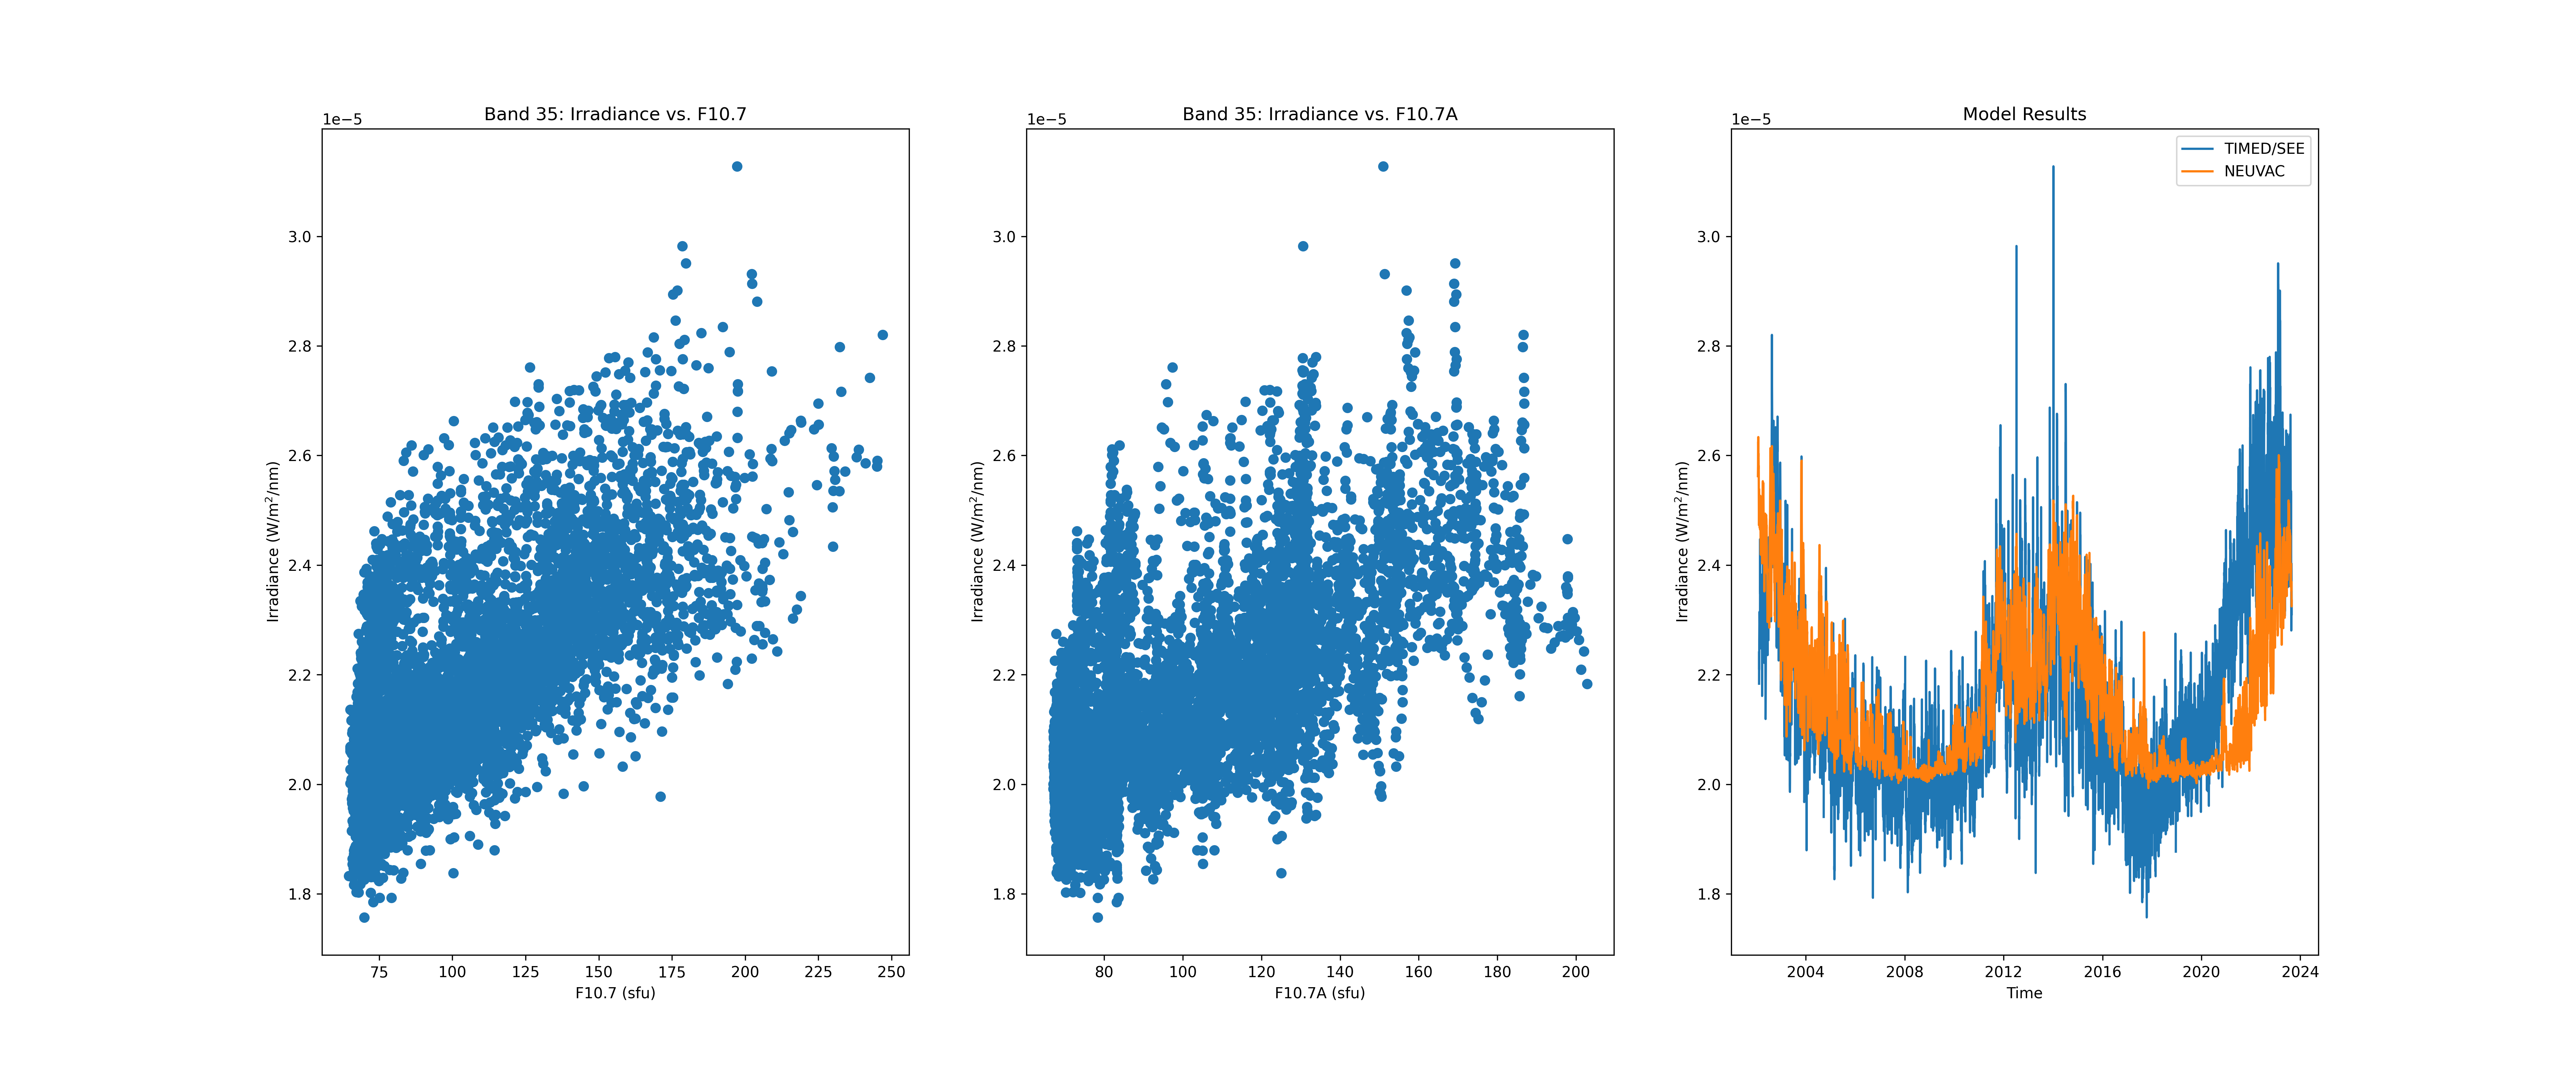 Band 35: Irradiance vs. F10.7
1e−5
3.0
2.8
2.6
2.4
2.2
2.0
1.8
Irradiance (W/m²/nm)
75 100 125 150 175 200 225 250
F10.7 (sfu)
Band 35: Irradiance vs. F10.7A
1e−5
3.0
2.8
2.6
2.4
2.2
2.0
1.8
Irradiance (W/m²/nm)
80 100 120 140 160 180 200
F10.7A (sfu)
Model Results
1e−5
TIMED/SEE
NEUVAC
3.0
2.8
2.6
2.4
2.2
2.0
1.8
Irradiance (W/m²/nm)
2004 2008 2012 2016 2020 2024
Time